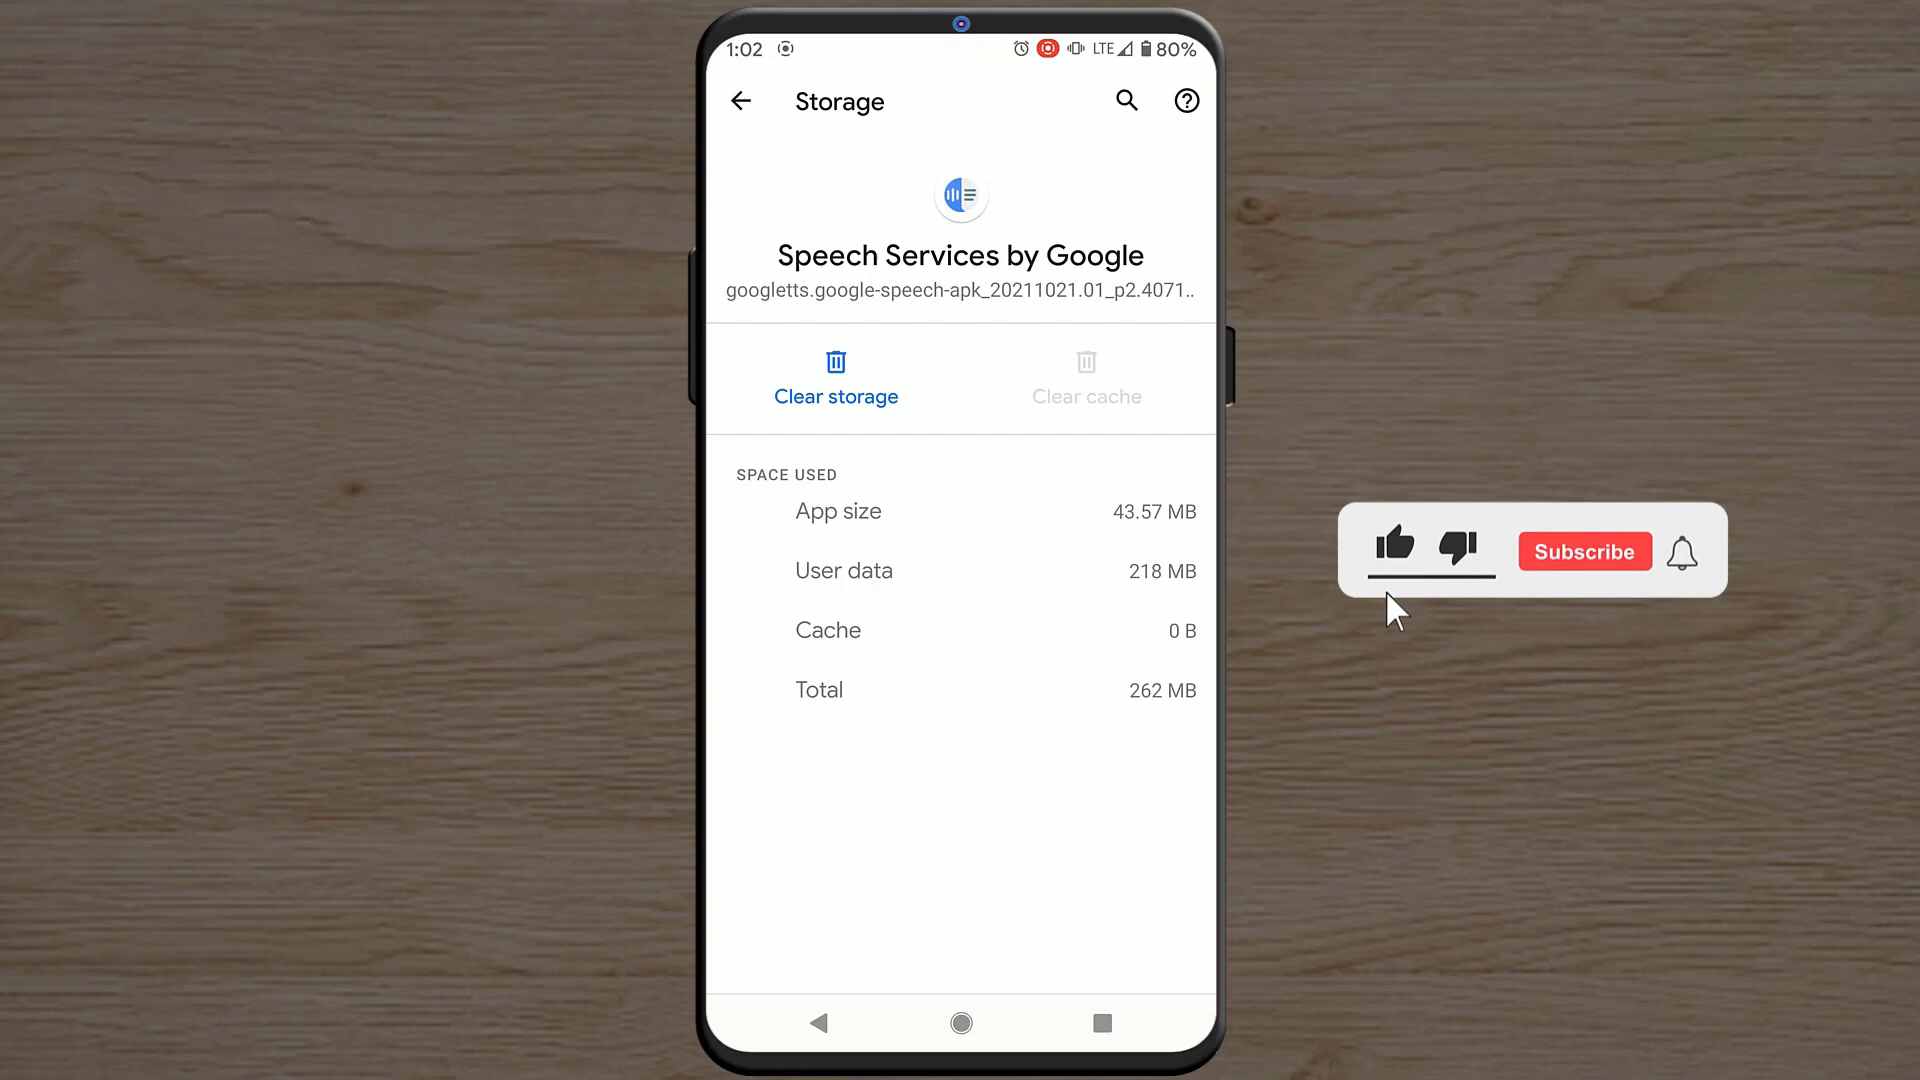 1:02 LTE 80%
Storage
Speech Services by Google
googletts.google-speech-apk_20211021.01_p2.4071..
Clear storage Clear cache
SPACE USED
App size 43.57 MB
User data 218 MB
Cache 0 B
Total 262 MB
Subscribe